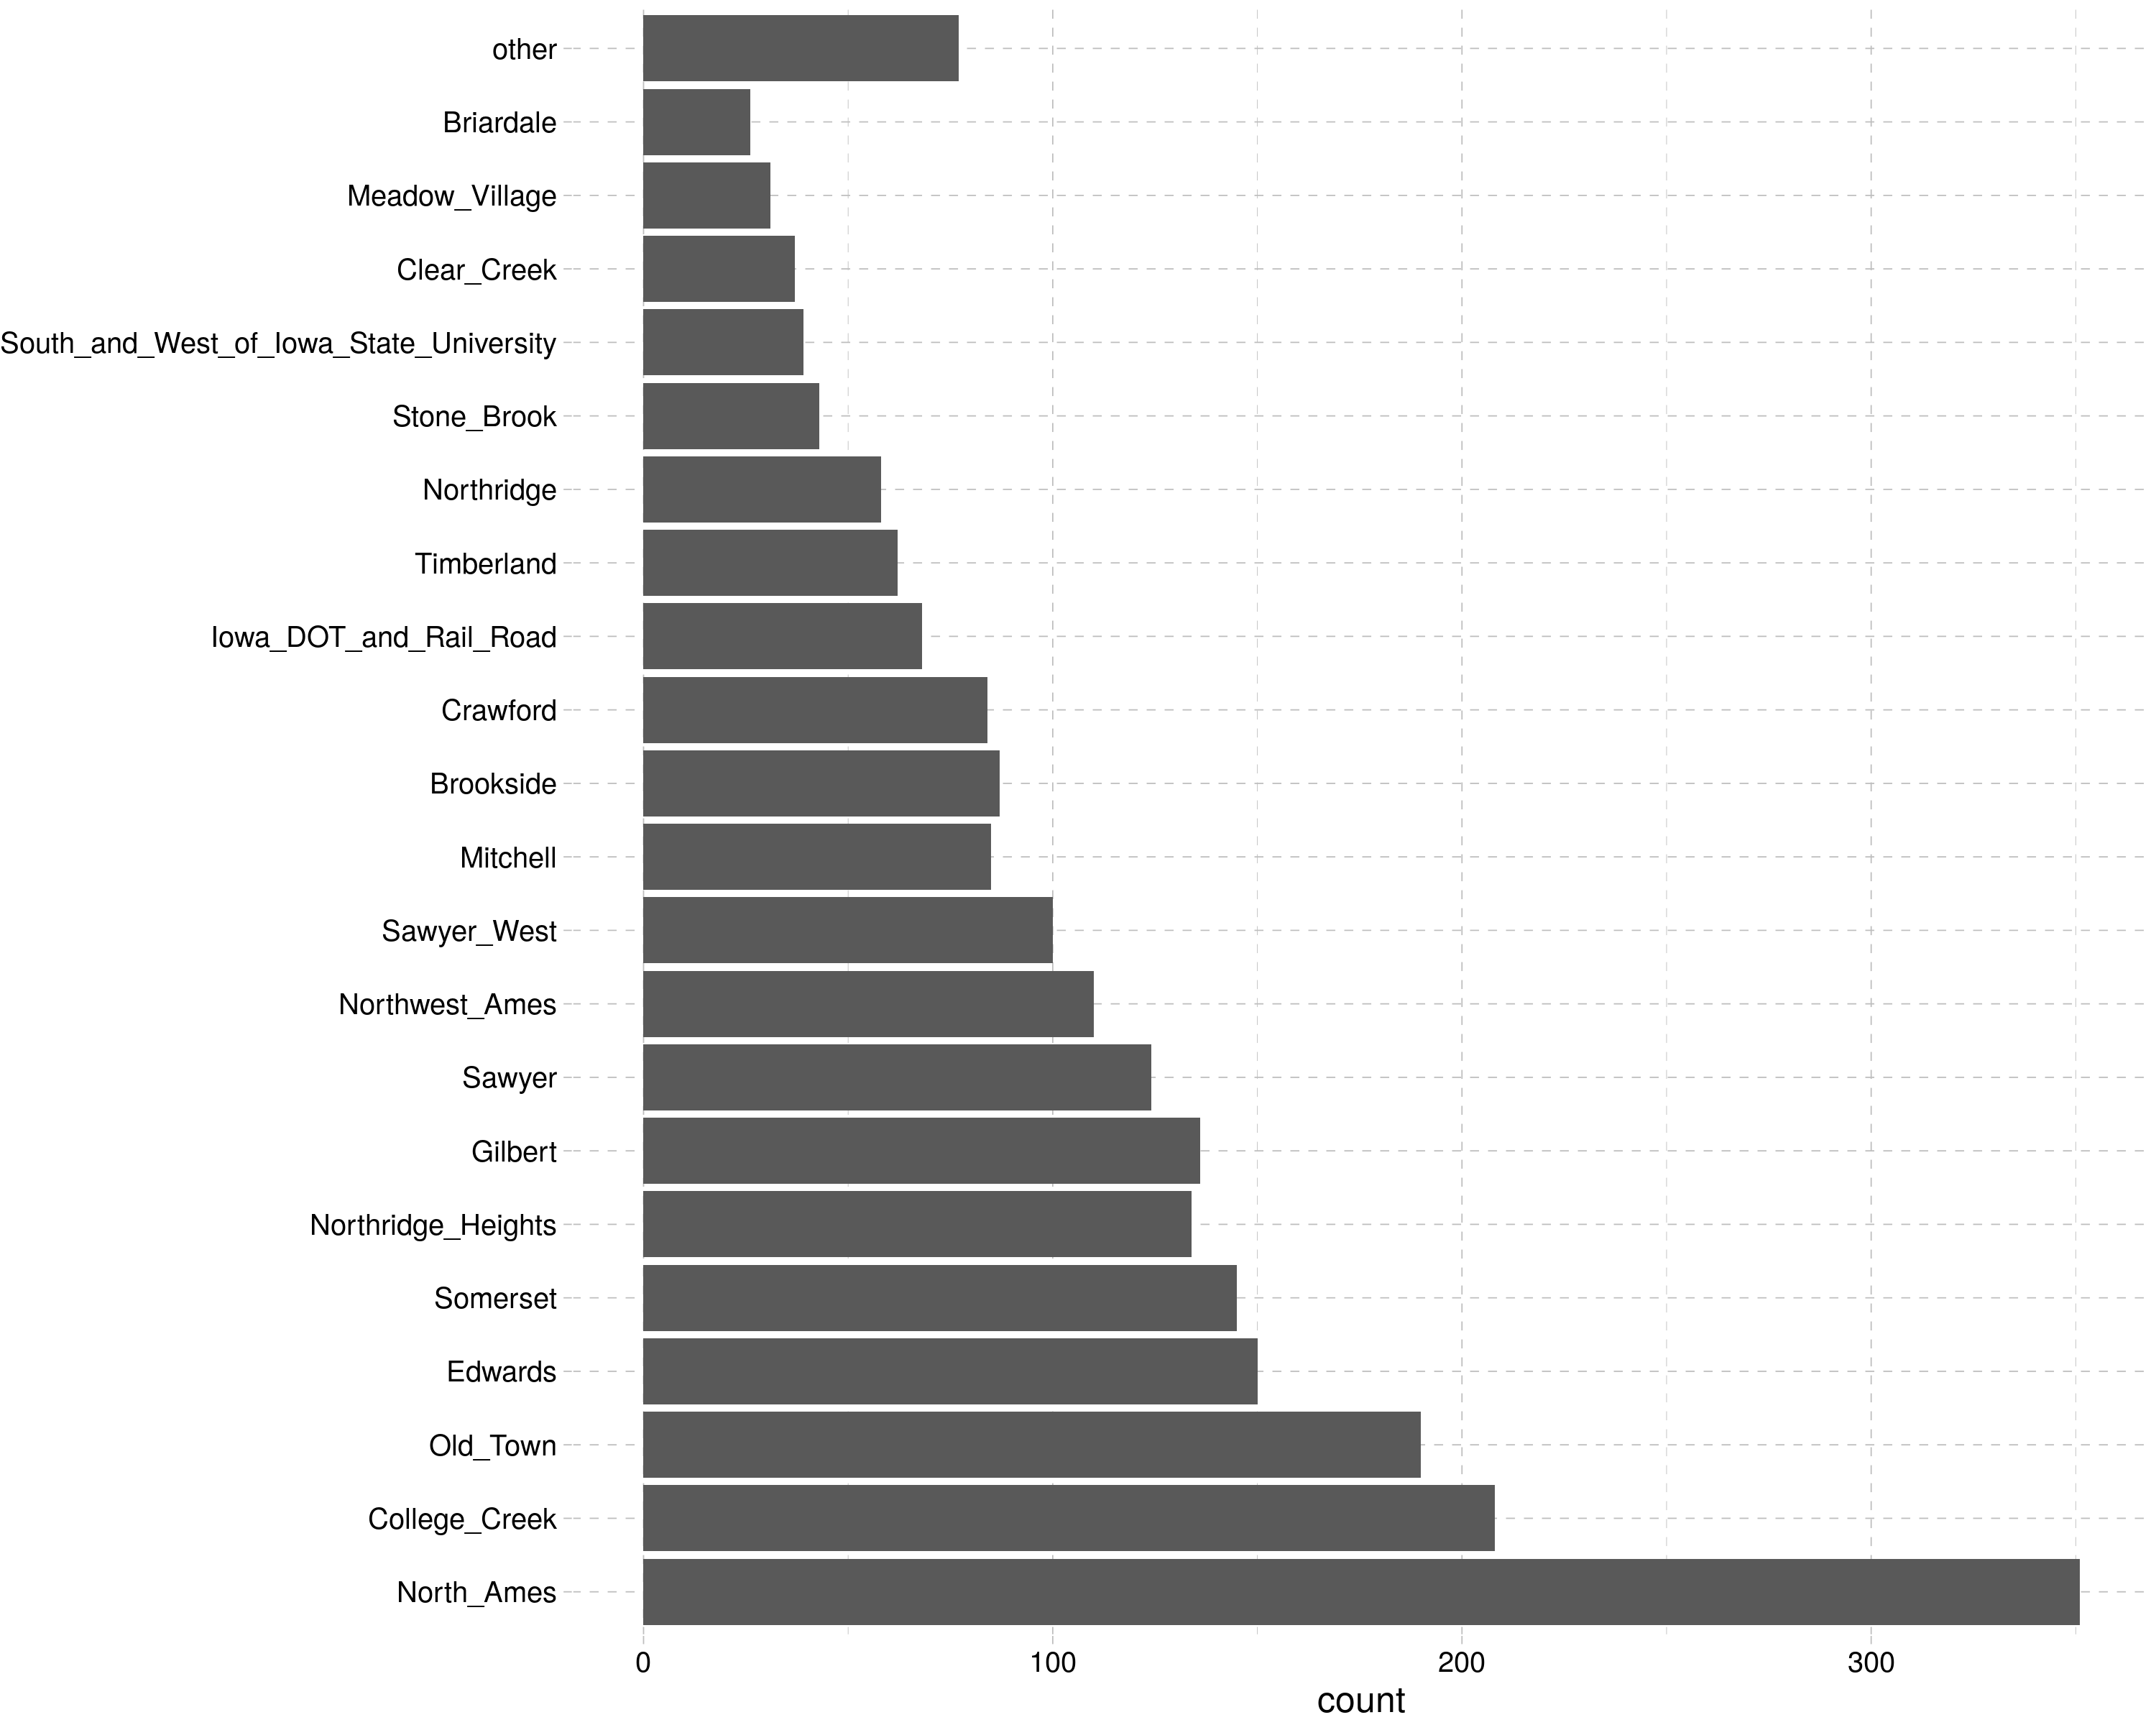 other
Briardale
Meadow_Village
Clear_Creek
South_and_West_of_Iowa_State_University
Stone_Brook
Northridge
Timberland
Iowa_DOT_and_Rail_Road
Crawford
Brookside
Mitchell
Sawyer_West
Northwest_Ames
Sawyer
Gilbert
Northridge_Heights
Somerset
Edwards
Old_Town
College_Creek
North_Ames
0 100 200 300
count